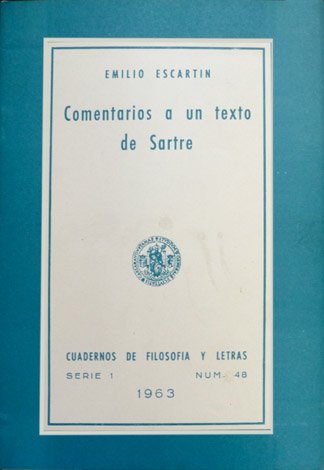 EMILIO ESCARTIN
Comentarios a un texto
de Sartre
CUADERNOS DE FILOSOFIA Y LETRAS
SERIE 1 NUM. 48
1963